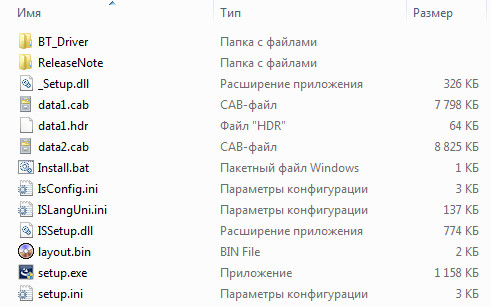 Имя Тип Размер
BT_Driver Папка с файлами
ReleaseNote Папка с файлами
_Setup.dll Расширение приложения 326 КБ
data1.cab CAB-файл 7 798 КБ
data1.hdr Файл "HDR" 64 КБ
data2.cab CAB-файл 8 825 КБ
Install.bat Пакетный файл Windows 1 КБ
IsConfig.ini Параметры конфигурации 3 КБ
ISLangUni.ini Параметры конфигурации 137 КБ
ISSetup.dll Расширение приложения 774 КБ
layout.bin BIN File 2 КБ
setup.exe Приложение 1 158 КБ
setup.ini Параметры конфигурации 3 КБ